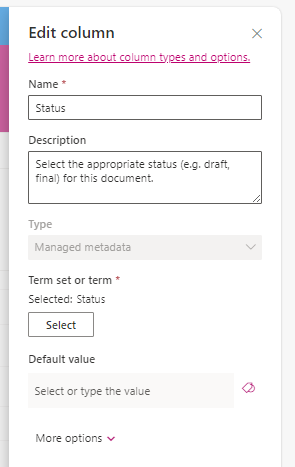 Edit column
Learn more about column types and options.
Name *
Status
Description
Select the appropriate status (e.g. draft,
final) for this document.
Type
Managed metadata
Term set or term *
Selected: Status
Select
Default value
Select or type the value
More options